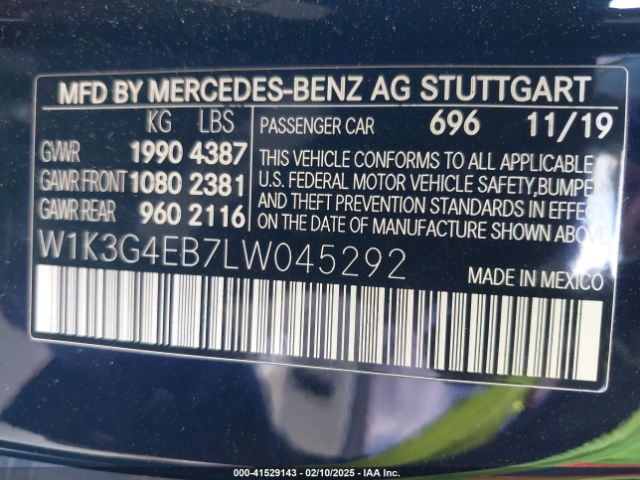 MFD BY MERCEDES-BENZ AG STUTTGART
KG LBS
GVWR 1990 4387
GAWR FRONT 1080 2381
GAWR REAR 960 2116
PASSENGER CAR 696 11/19
THIS VEHICLE CONFORMS TO ALL APPLICABLE
U.S. FEDERAL MOTOR VEHICLE SAFETY,BUMPER
AND THEFT PREVENTION STANDARDS IN EFFECT
ON THE DATE OF MANUFACTURE SHOWN ABOVE.
W1K3G4EB7LW045292
MADE IN MEXICO
000-41529143 - 02/10/2025 - IAA Inc.